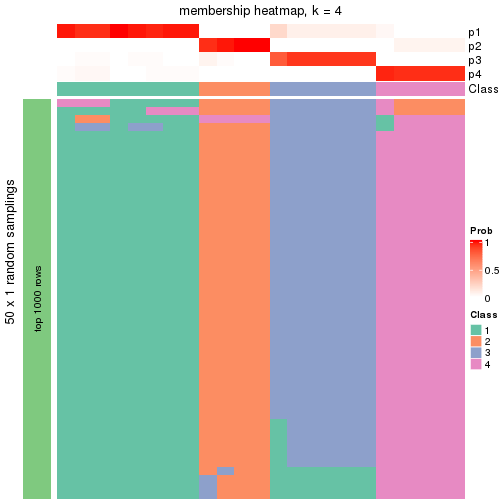 membership heatmap, k = 4
p1
p2
p3
p4
Class
50 x 1 random samplings
top 1000 rows
Prob
1
0.5
0
Class
1
2
3
4